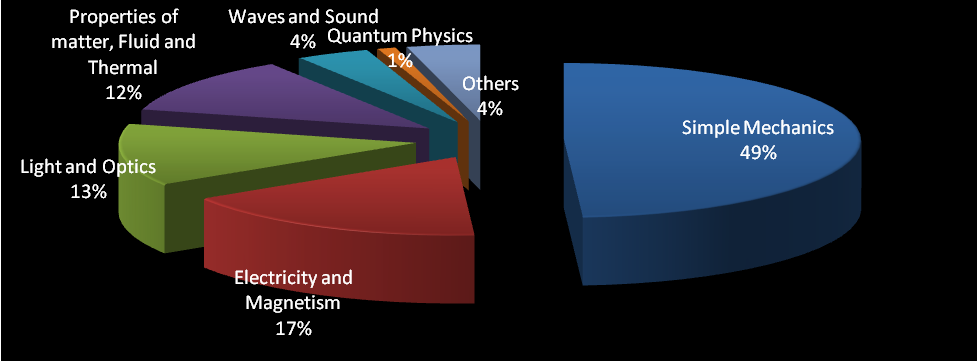 Properties of
matter, Fluid and
Thermal
12%
Waves and Sound
4%
Quantum Physics
1%
Others
4%
Simple Mechanics
49%
Light and Optics
13%
Electricity and
Magnetism
17%